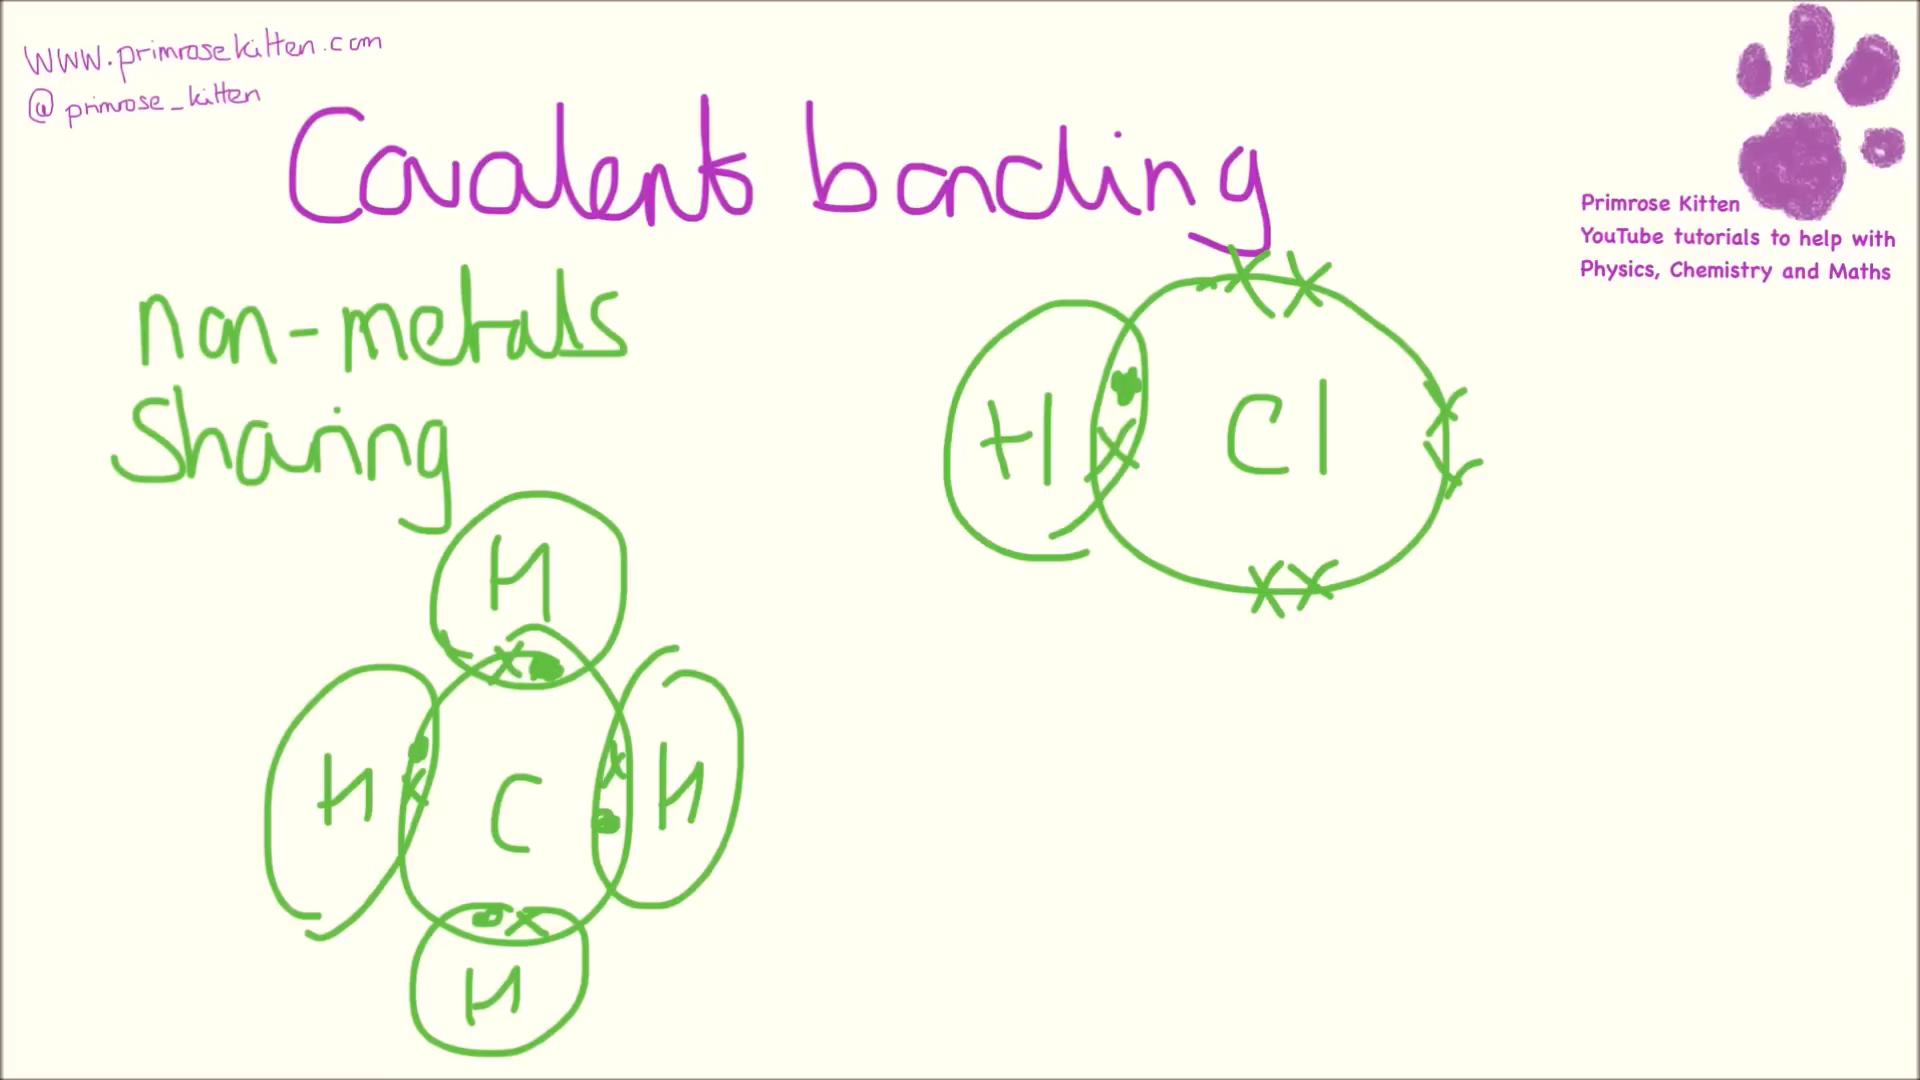 www.primrosekitten.com
@primrose_kitten
Covalent bonding
Primrose Kitten
YouTube tutorials to help with
Physics, Chemistry and Maths
non-metals
Sharing
H Cl
H
H C H
H